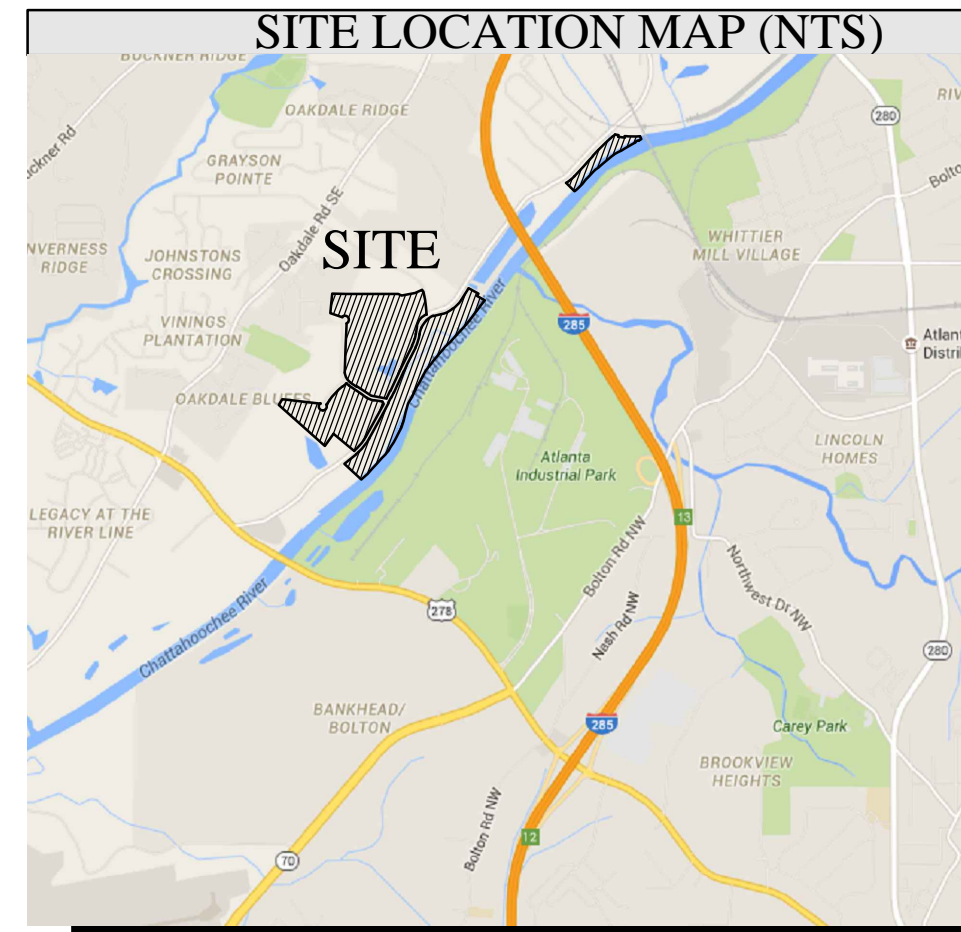 SITE LOCATION MAP (NTS)
BUCKNER RIDGE
OAKDALE RIDGE
280
GRAYSON
POINTE
Oakdale Rd SE
SITE
WHITTIER
MILL VILLAGE
JOHNSTONS
CROSSING
RIDGE
VININGS
PLANTATION
Chattahoochee River
285
OAKDALE BLUFFS
Atlanta
Industrial Park
LINCOLN
HOMES
LEGACY AT THE
RIVER LINE
13
Bolton Rd NW
Northwest Dr NW
278
Nash Rd NW
Chattahoochee River
280
BANKHEAD/
BOLTON
285
Carey Park
BROOKVIEW
HEIGHTS
Bolton Rd NW
12
70